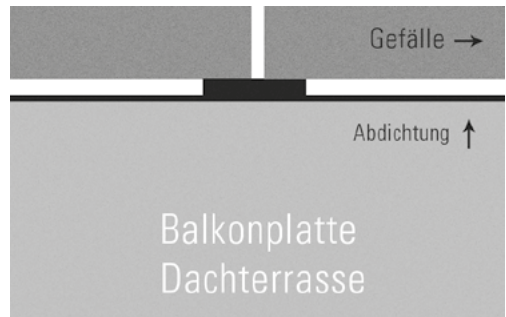 Gefälle →
Abdichtung ↑
Balkonplatte
Dachterrasse